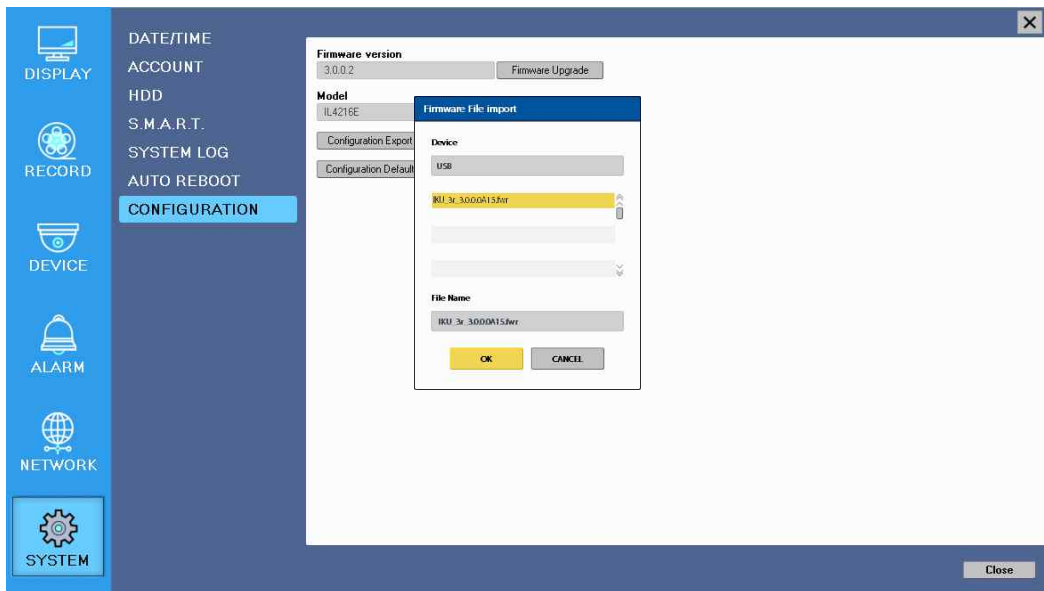 DISPLAY
RECORD
DEVICE
ALARM
NETWORK
SYSTEM
DATE/TIME
ACCOUNT
HDD
S.M.A.R.T.
SYSTEM LOG
AUTO REBOOT
CONFIGURATION
Firmware version
3.0.0.2
Firmware Upgrade
Model
IL4216E
Configuration Export
Configuration Default
Firmware File import
Device
USB
IKU_3r_3.0.0.0A15.fwr
File Name
IKU_3r_3.0.0.0A15.fwr
OK
CANCEL
Close